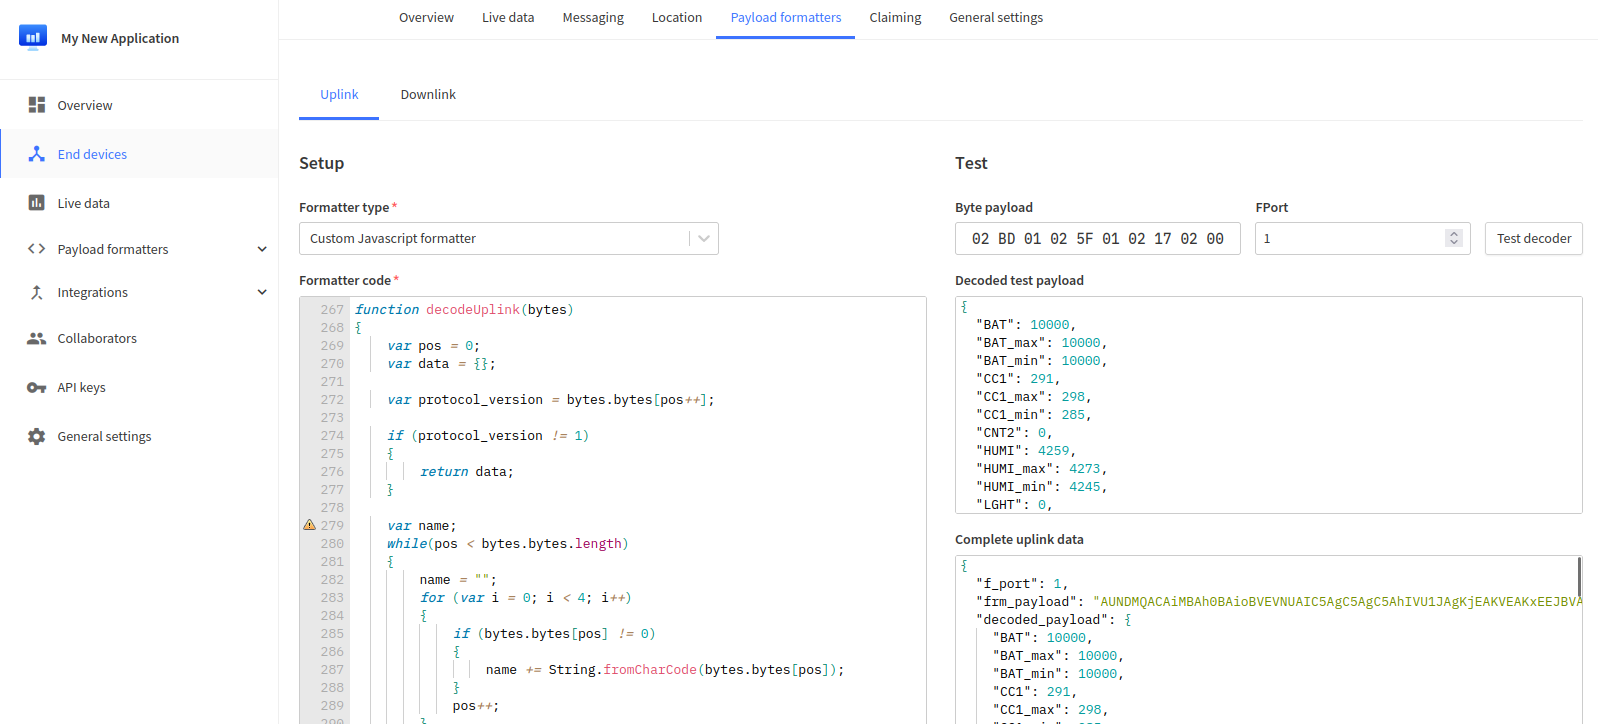 My New Application
Overview
End devices
Live data
Payload formatters
Integrations
Collaborators
API keys
General settings
Overview Live data Messaging Location Payload formatters Claiming General settings
Uplink Downlink
Setup
Formatter type*
Custom Javascript formatter
Formatter code*
267 function decodeUplink(bytes)
268 {
269 var pos = 0;
270 var data = {};
271
272 var protocol_version = bytes.bytes[pos++];
273
274 if (protocol_version != 1)
275 {
276 return data;
277 }
278
279 var name;
280 while(pos < bytes.bytes.length)
281 {
282 name = "";
283 for (var i = 0; i < 4; i++)
284 {
285 if (bytes.bytes[pos] != 0)
286 {
287 name += String.fromCharCode(bytes.bytes[pos]);
288 }
289 pos++;
290 }
Test
Byte payload
02 BD 01 02 5F 01 02 17 02 00
FPort
1
Test decoder
Decoded test payload
{
"BAT": 10000,
"BAT_max": 10000,
"BAT_min": 10000,
"CC1": 291,
"CC1_max": 298,
"CC1_min": 285,
"CNT2": 0,
"HUMI": 4259,
"HUMI_max": 4273,
"HUMI_min": 4245,
"LGHT": 0,
Complete uplink data
{
"f_port": 1,
"frm_payload": "AUNDMQACAiMBAh0BAioBVEVNUAIC5AgC5AgC5AhIVU1JAgKjEAKVEAKxEEJBVA
"decoded_payload": {
"BAT": 10000,
"BAT_max": 10000,
"BAT_min": 10000,
"CC1": 291,
"CC1_max": 298,